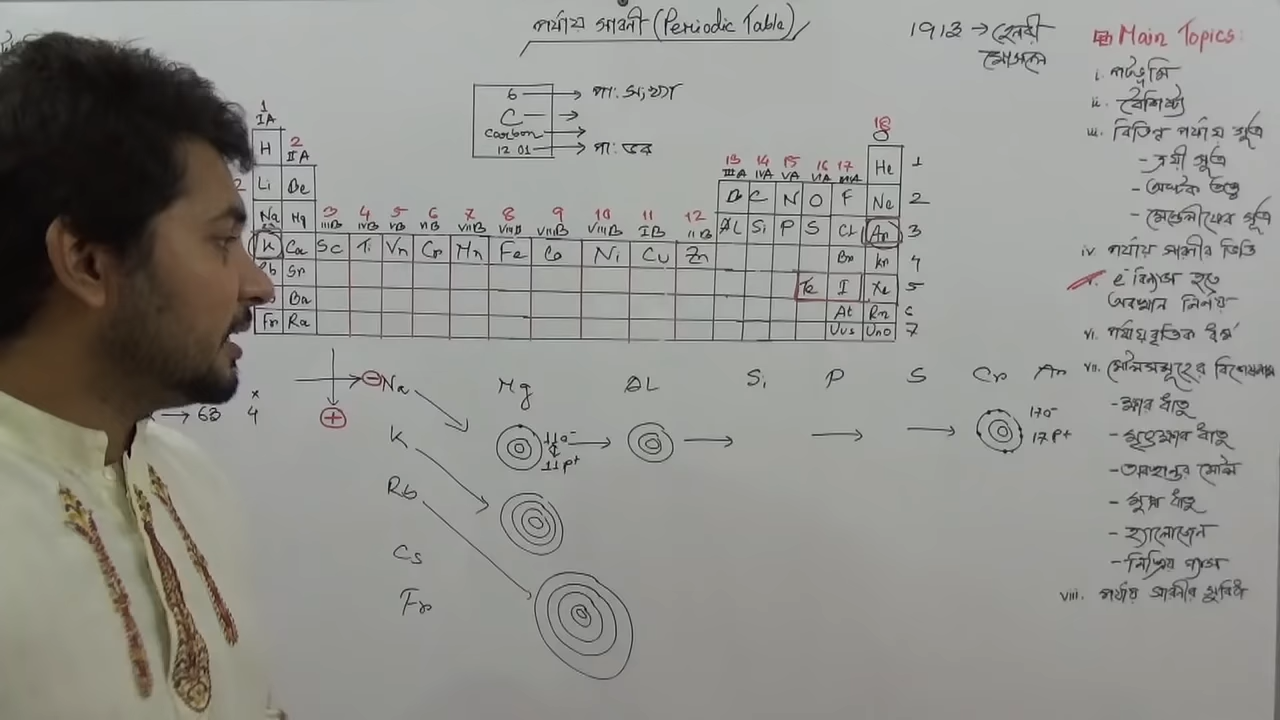 পর্যায় সারণী (Periodic Table)
1913 → হেনরী
মোসলে
6 → পা: সংখ্যা
C →
carbon →
12.01 → পা: ভর
1
IA
18
0
H
2
IIA
13 14 15 16 17
IIIA IVA VA VIA VIIA
He 1
Li Be
B C N O F Ne 2
Na Mg
3 4 5 6 7 8 9 10 11 12
IIIB IVB VB VIB VIIB VIIIB VIIIB VIIIB IB IIB
AL Si P S Cl Ar 3
K Ca Sc Ti Vn Cr Mn Fe Co Ni Cu Zn
Br Kr 4
Rb Sr
Te I Xe 5
Ba
At Rn 6
Fr Ra
Uus Uno 7
→ 63
x
4
⊖
⊕
Na Mg AL Si P S Cr Ar
11e-
11p+
17e-
17p+
K
Rb
Cs
Fr
Main Topics:
i. পটভূমি
ii. বৈশিষ্ট্য
iii. বিভিন্ন পর্যায় সূত্র
- ত্রয়ী সূত্র
- অষ্টক তত্ত্ব
- মেন্ডেলীফের সূত্র
iv. পর্যায় সারণীর ভিত্তি
v. e- বিন্যাস হতে
অবস্থান নির্ণয়
vi. পর্যায়বৃত্তিক ধর্ম
vii. মৌলসমূহের বিশেষনাম
- ক্ষার ধাতু
- মৃৎক্ষার ধাতু
- অবস্থান্তর মৌল
- মুদ্রা ধাতু
- হ্যালোজেন
- নিষ্ক্রিয় গ্যাস
viii. পর্যায় সারণীর সুবিধা